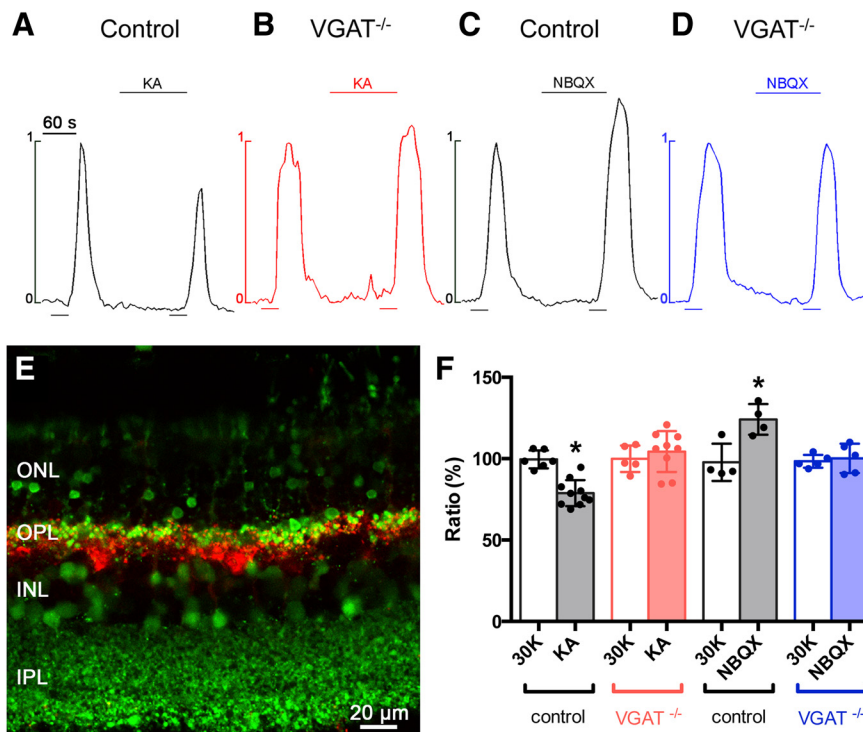 A Control
B VGAT-/-
C Control
D VGAT-/-
KA
KA
NBQX
NBQX
60 s
1
1
1
1
0
0
0
0
E
ONL
OPL
INL
IPL
20 µm
F
Ratio (%)
150
100
50
0
*
*
30K
KA
30K
KA
30K
NBQX
30K
NBQX
control
VGAT -/-
control
VGAT -/-